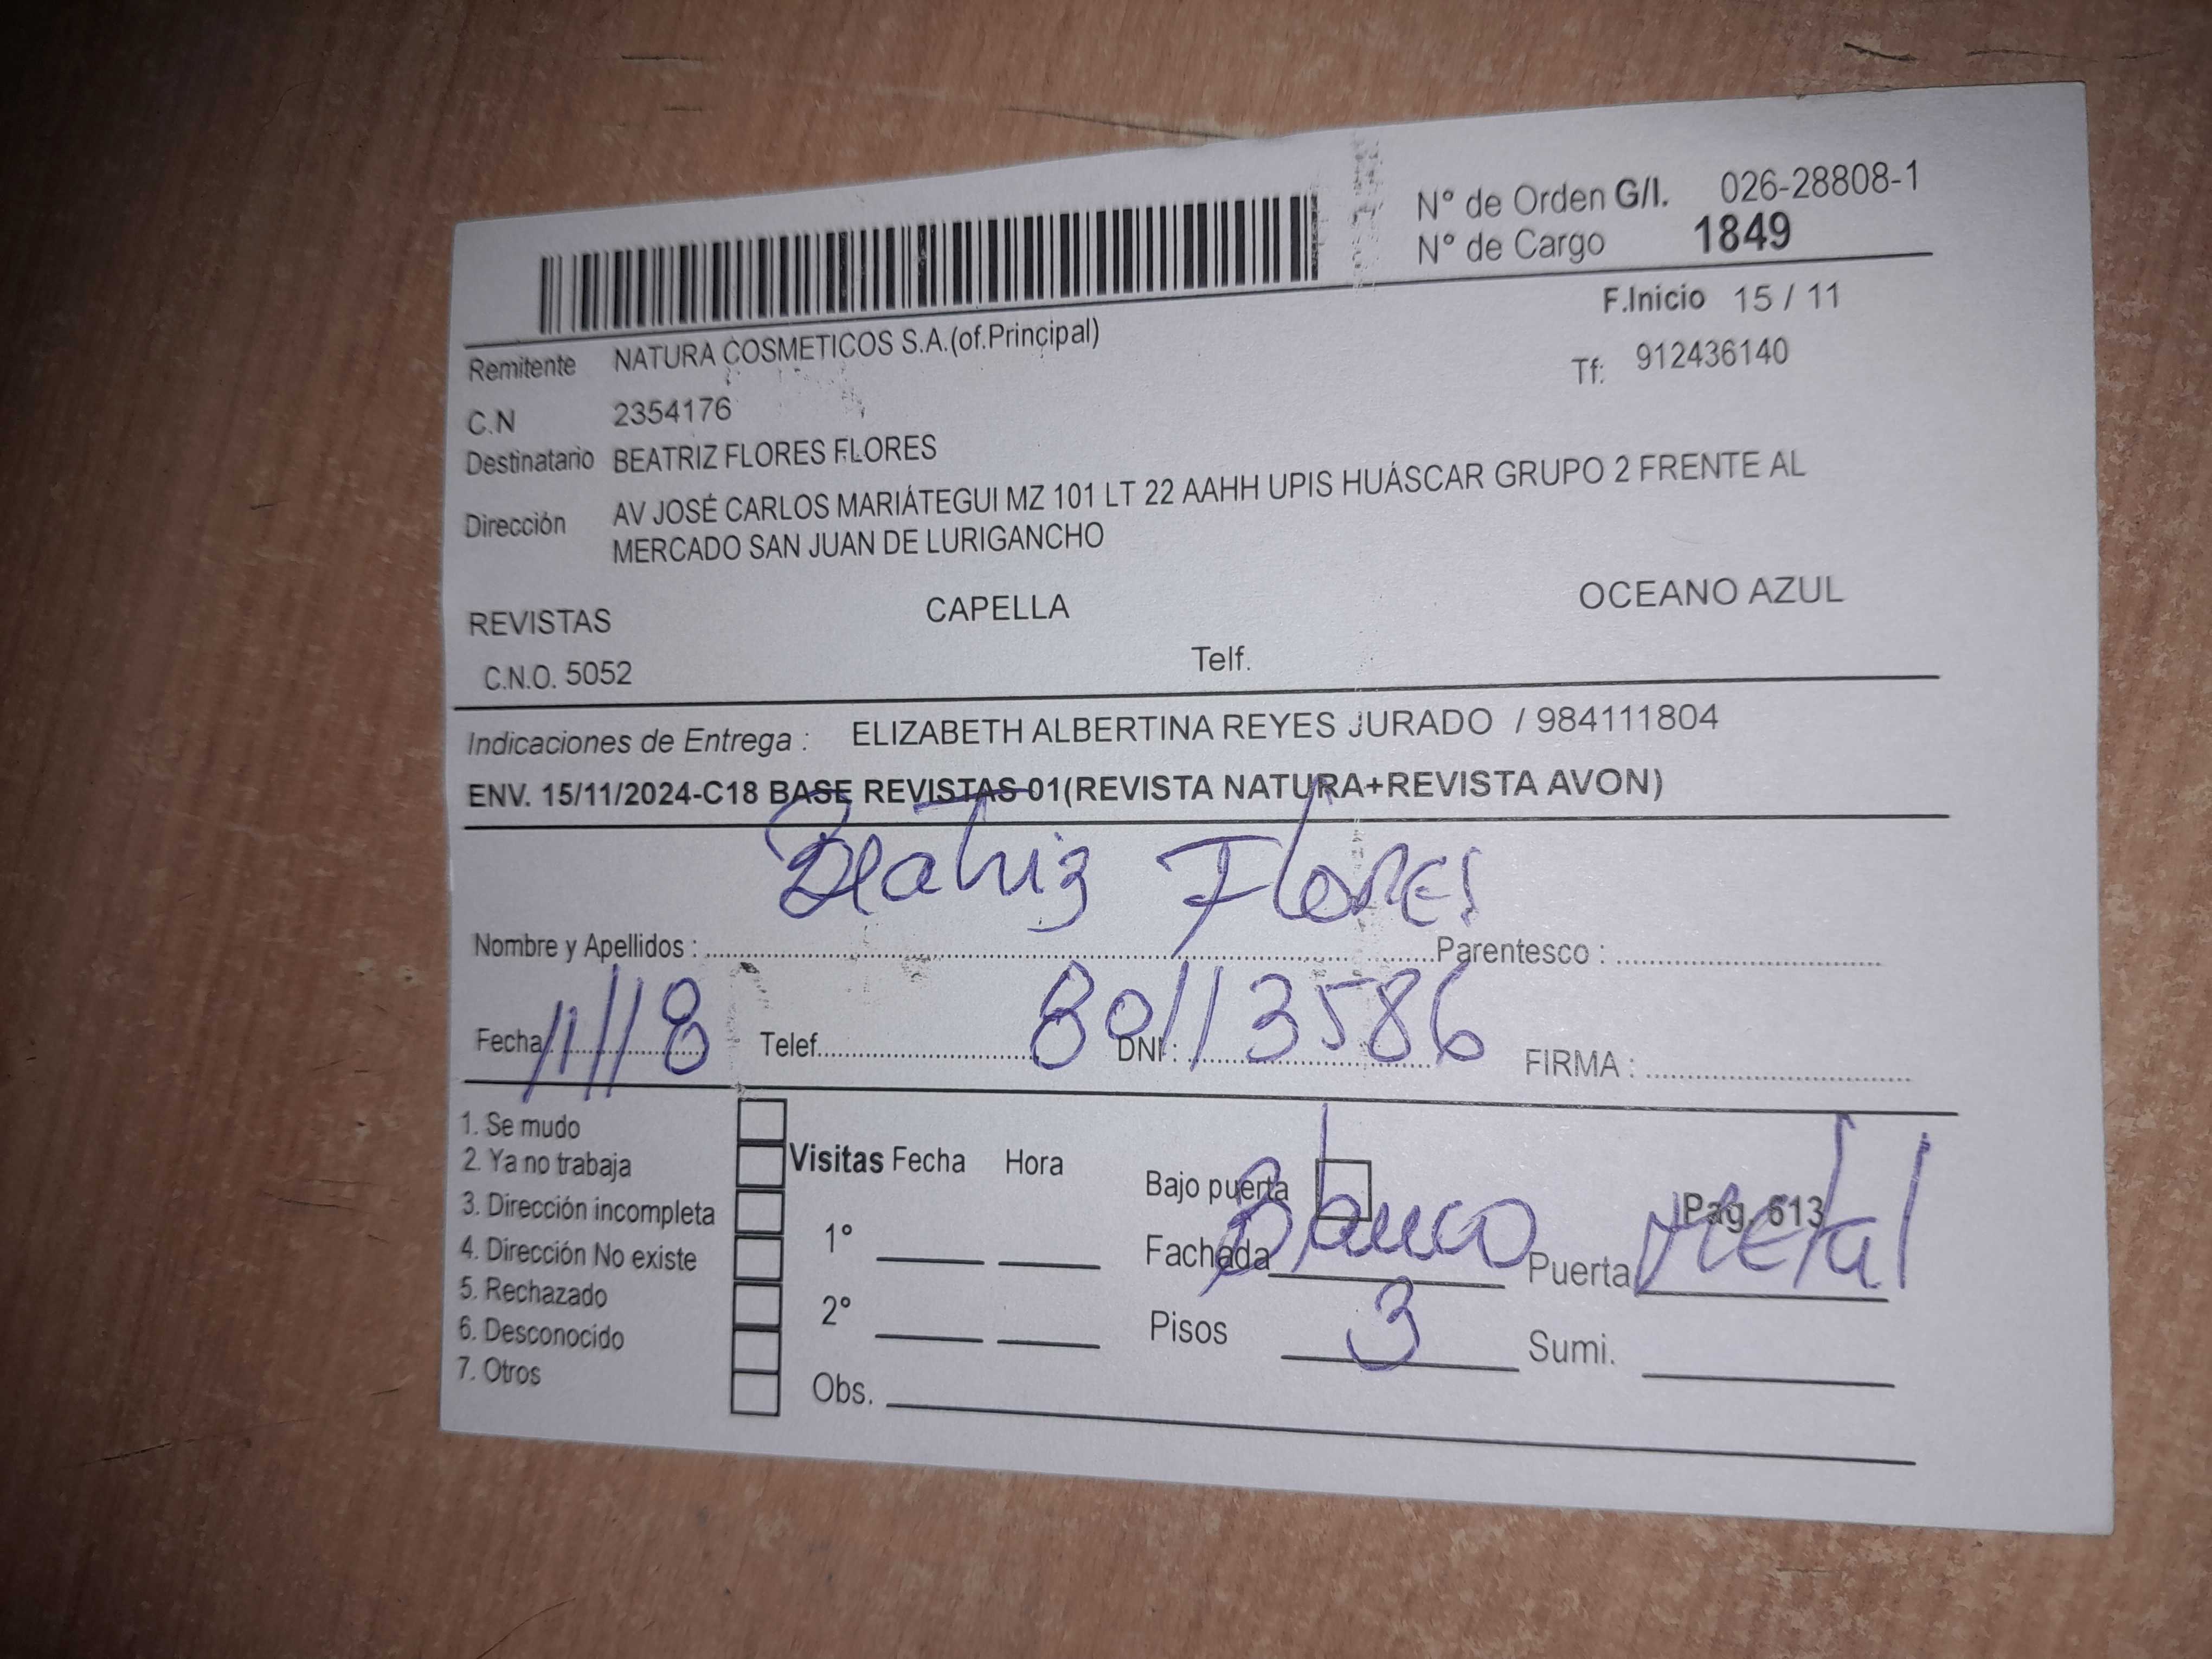 N° de Orden G/I. 026-28808-1
N° de Cargo 1849
F.Inicio 15 / 11
Remitente NATURA COSMETICOS S.A.(of.Principal)
Tf: 912436140
C.N 2354176
Destinatario BEATRIZ FLORES FLORES
Dirección AV JOSÉ CARLOS MARIÁTEGUI MZ 101 LT 22 AAHH UPIS HUÁSCAR GRUPO 2 FRENTE AL
MERCADO SAN JUAN DE LURIGANCHO
REVISTAS CAPELLA OCEANO AZUL
C.N.O. 5052 Telf.
Indicaciones de Entrega : ELIZABETH ALBERTINA REYES JURADO / 984111804
ENV. 15/11/2024-C18 BASE REVISTAS 01(REVISTA NATURA+REVISTA AVON)
Beatriz Flores
Nombre y Apellidos : Parentesco :
Fecha Telef. DNI : 80113586 FIRMA :
1. Se mudo
2. Ya no trabaja
3. Dirección incompleta
4. Dirección No existe
5. Rechazado
6. Desconocido
7. Otros
Visitas Fecha Hora
1°
2°
Obs.
Bajo puerta Pag. 613
Fachada Blanco Puerta Metal
Pisos 3 Sumi.